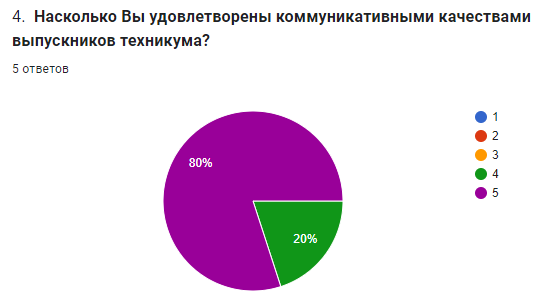 4. Насколько Вы удовлетворены коммуникативными качествами
выпускников техникума?
5 ответов
80%
20%
1
2
3
4
5